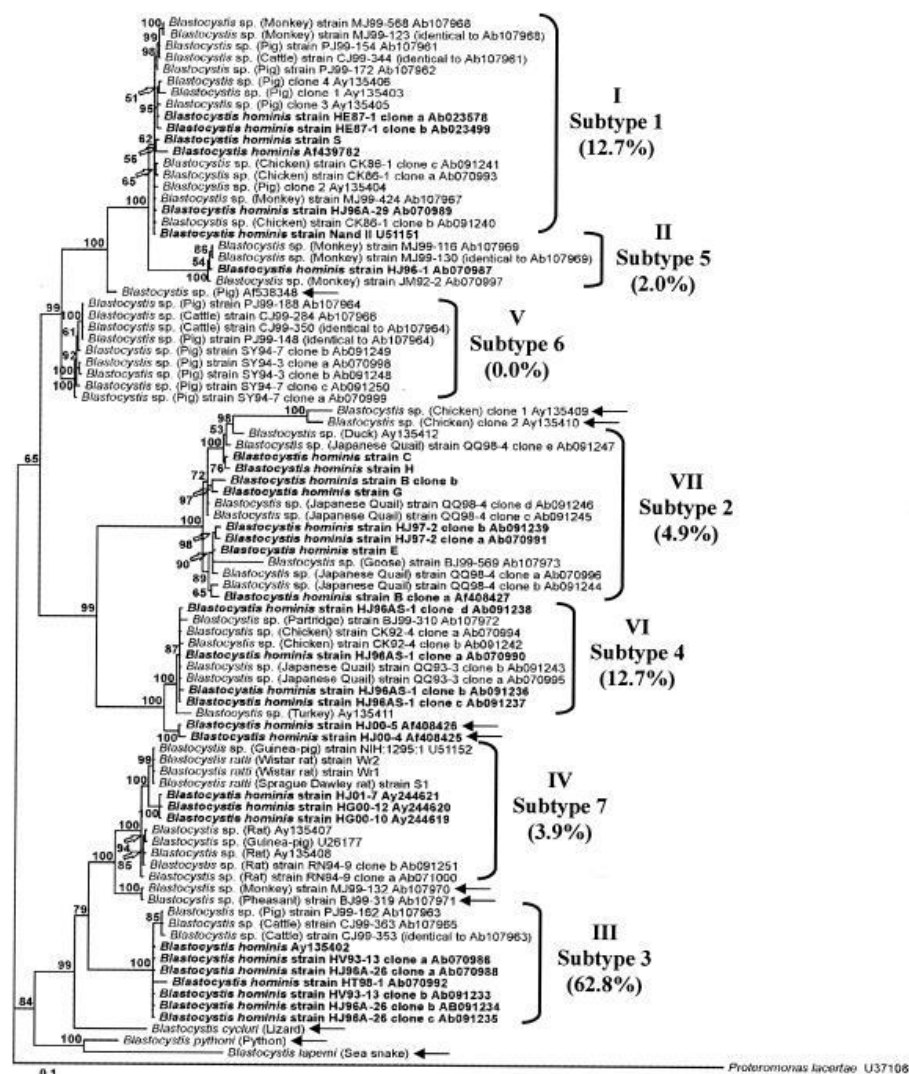 Blastocystis sp. (Monkey) strain MJ99-568 Ab107968
Blastocystis sp. (Monkey) strain MJ99-123 (identical to Ab107968)
Blastocystis sp. (Pig) strain PJ99-154 Ab107961
Blastocystis sp. (Cattle) strain CJ99-344 (identical to Ab107961)
Blastocystis sp. (Pig) strain PJ99-172 Ab107962
Blastocystis sp. (Pig) clone 4 Ay135406
Blastocystis sp. (Pig) clone 1 Ay135403
Blastocystis sp. (Pig) clone 3 Ay135405
Blastocystis hominis strain HE87-1 clone a Ab023578
Blastocystis hominis strain HE87-1 clone b Ab023499
Blastocystis hominis strain S
Blastocystis hominis Af439782
Blastocystis sp. (Chicken) strain CK86-1 clone c Ab091241
Blastocystis sp. (Chicken) strain CK86-1 clone a Ab070993
Blastocystis sp. (Pig) clone 2 Ay135404
Blastocystis sp. (Monkey) strain MJ99-424 Ab107967
Blastocystis hominis strain HJ96A-29 Ab070989
Blastocystis sp. (Chicken) strain CK86-1 clone b Ab091240
Blastocystis hominis strain Nand II U51151
100
99
98
51
95
62
56
65
100
I
Subtype 1
(12.7%)
Blastocystis sp. (Monkey) strain MJ99-116 Ab107969
Blastocystis sp. (Monkey) strain MJ99-130 (identical to Ab107969)
Blastocystis hominis strain HJ96-1 Ab070987
Blastocystis sp. (Monkey) strain JM92-2 Ab070997
86
54
100
II
Subtype 5
(2.0%)
100
Blastocystis sp. (Pig) Af538348
99
Blastocystis sp. (Pig) strain PJ99-188 Ab107964
Blastocystis sp. (Cattle) strain CJ99-284 Ab107966
Blastocystis sp. (Cattle) strain CJ99-350 (identical to Ab107964)
Blastocystis sp. (Pig) strain PJ99-148 (identical to Ab107964)
Blastocystis sp. (Pig) strain SY94-7 clone b Ab091249
Blastocystis sp. (Pig) strain SY94-3 clone a Ab070998
Blastocystis sp. (Pig) strain SY94-3 clone b Ab091248
Blastocystis sp. (Pig) strain SY94-7 clone c Ab091250
Blastocystis sp. (Pig) strain SY94-7 clone a Ab070999
100
61
92
100
100
V
Subtype 6
(0.0%)
65
Blastocystis sp. (Chicken) clone 1 Ay135409
Blastocystis sp. (Chicken) clone 2 Ay135410
Blastocystis sp. (Duck) Ay135412
Blastocystis sp. (Japanese Quail) strain QQ98-4 clone e Ab091247
Blastocystis hominis strain C
Blastocystis hominis strain H
Blastocystis hominis strain B clone b
Blastocystis hominis strain G
Blastocystis sp. (Japanese Quail) strain QQ98-4 clone d Ab091246
Blastocystis sp. (Japanese Quail) strain QQ98-4 clone c Ab091245
Blastocystis hominis strain HJ97-2 clone b Ab091239
Blastocystis hominis strain HJ97-2 clone a Ab070991
Blastocystis hominis strain E
Blastocystis sp. (Goose) strain BJ99-569 Ab107973
Blastocystis sp. (Japanese Quail) strain QQ98-4 clone a Ab070996
Blastocystis sp. (Japanese Quail) strain QQ98-4 clone b Ab091244
Blastocystis hominis strain B clone a Af408427
100
98
53
100
76
72
97
100
98
90
89
65
VII
Subtype 2
(4.9%)
99
Blastocystis hominis strain HJ96AS-1 clone d Ab091238
Blastocystis sp. (Partridge) strain BJ99-310 Ab107972
Blastocystis sp. (Chicken) strain CK92-4 clone a Ab070994
Blastocystis sp. (Chicken) strain CK92-4 clone b Ab091242
Blastocystis hominis strain HJ96AS-1 clone a Ab070990
Blastocystis sp. (Japanese Quail) strain QQ93-3 clone b Ab091243
Blastocystis sp. (Japanese Quail) strain QQ93-3 clone a Ab070995
Blastocystis hominis strain HJ96AS-1 clone b Ab091236
Blastocystis hominis strain HJ96AS-1 clone c Ab091237
Blastocystis sp. (Turkey) Ay135411
Blastocystis hominis strain HJ00-5 Af408426
Blastocystis hominis strain HJ00-4 Af408425
87
100
100
100
VI
Subtype 4
(12.7%)
Blastocystis sp. (Guinea-pig) strain NIH:1295:1 U51152
Blastocystis ratti (Wistar rat) strain Wr2
Blastocystis ratti (Wistar rat) strain Wr1
Blastocystis ratti (Sprague Dawley rat) strain S1
Blastocystis hominis strain HJ01-7 Ay244621
Blastocystis hominis strain HG00-12 Ay244620
Blastocystis hominis strain HG00-10 Ay244619
Blastocystis sp. (Rat) Ay135407
Blastocystis sp. (Guinea-pig) U26177
Blastocystis sp. (Rat) Ay135408
Blastocystis sp. (Rat) strain RN94-9 clone b Ab091251
Blastocystis sp. (Rat) strain RN94-9 clone a Ab071000
99
100
100
100
94
85
100
IV
Subtype 7
(3.9%)
Blastocystis sp. (Monkey) strain MJ99-132 Ab107970
Blastocystis sp. (Pheasant) strain BJ99-319 Ab107971
100
79
Blastocystis sp. (Pig) strain PJ99-162 Ab107963
Blastocystis sp. (Cattle) strain CJ99-363 Ab107965
Blastocystis sp. (Cattle) strain CJ99-353 (identical to Ab107963)
Blastocystis hominis Ay135402
Blastocystis hominis strain HV93-13 clone a Ab070986
Blastocystis hominis strain HJ96A-26 clone a Ab070988
Blastocystis hominis strain HT98-1 Ab070992
Blastocystis hominis strain HV93-13 clone b Ab091233
Blastocystis hominis strain HJ96A-26 clone b AB091234
Blastocystis hominis strain HJ96A-26 clone c Ab091235
85
100
III
Subtype 3
(62.8%)
99
Blastocystis cycluri (Lizard)
84
100
Blastocystis pythoni (Python)
Blastocystis lapemi (Sea snake)
Proteromonas lacertae U37108
0.1